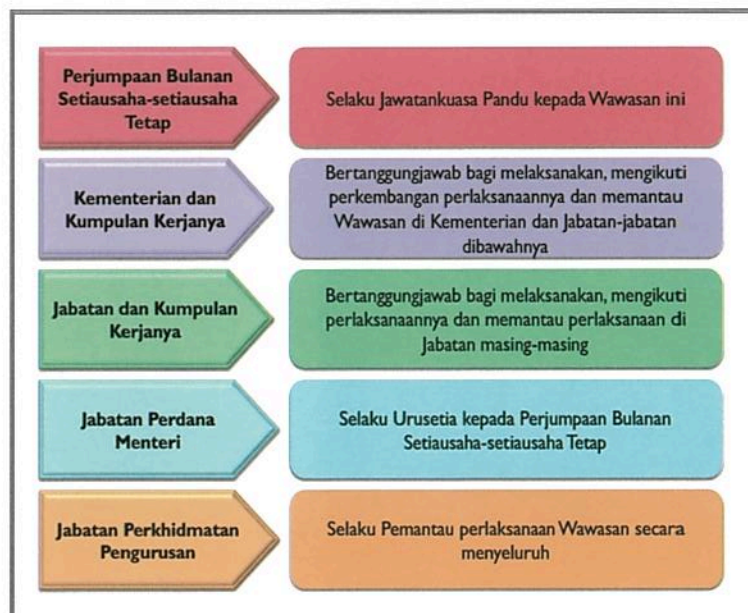 Perjumpaan Bulanan
Setiausaha-setiausaha
Tetap
Selaku Jawatankuasa Pandu kepada Wawasan ini
Kementerian dan
Kumpulan Kerjanya
Bertanggungjawab bagi melaksanakan, mengikuti
perkembangan perlaksanaannya dan memantau
Wawasan di Kementerian dan Jabatan-jabatan
dibawahnya
Jabatan dan Kumpulan
Kerjanya
Bertanggungjawab bagi melaksanakan, mengikuti
perlaksanaannya dan memantau perlaksanaan di
Jabatan masing-masing
Jabatan Perdana
Menteri
Selaku Urusetia kepada Perjumpaan Bulanan
Setiausaha-setiausaha Tetap
Jabatan Perkhidmatan
Pengurusan
Selaku Pemantau perlaksanaan Wawasan secara
menyeluruh